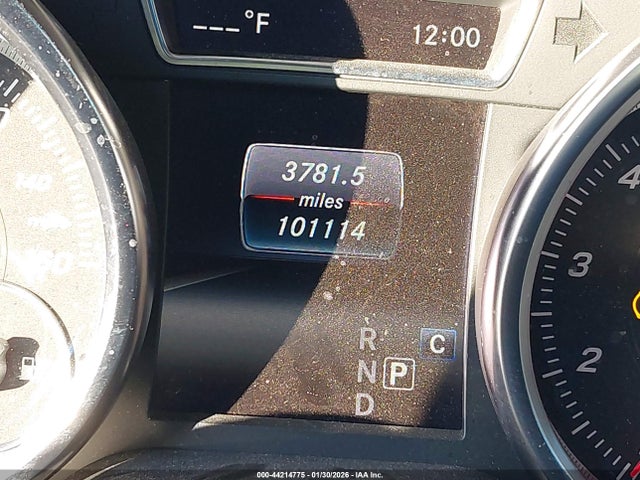 ---°F 12:00
3781.5
miles
101114
R C
N P
D
4
3
2
000-44214775 - 01/30/2026 - IAA Inc.